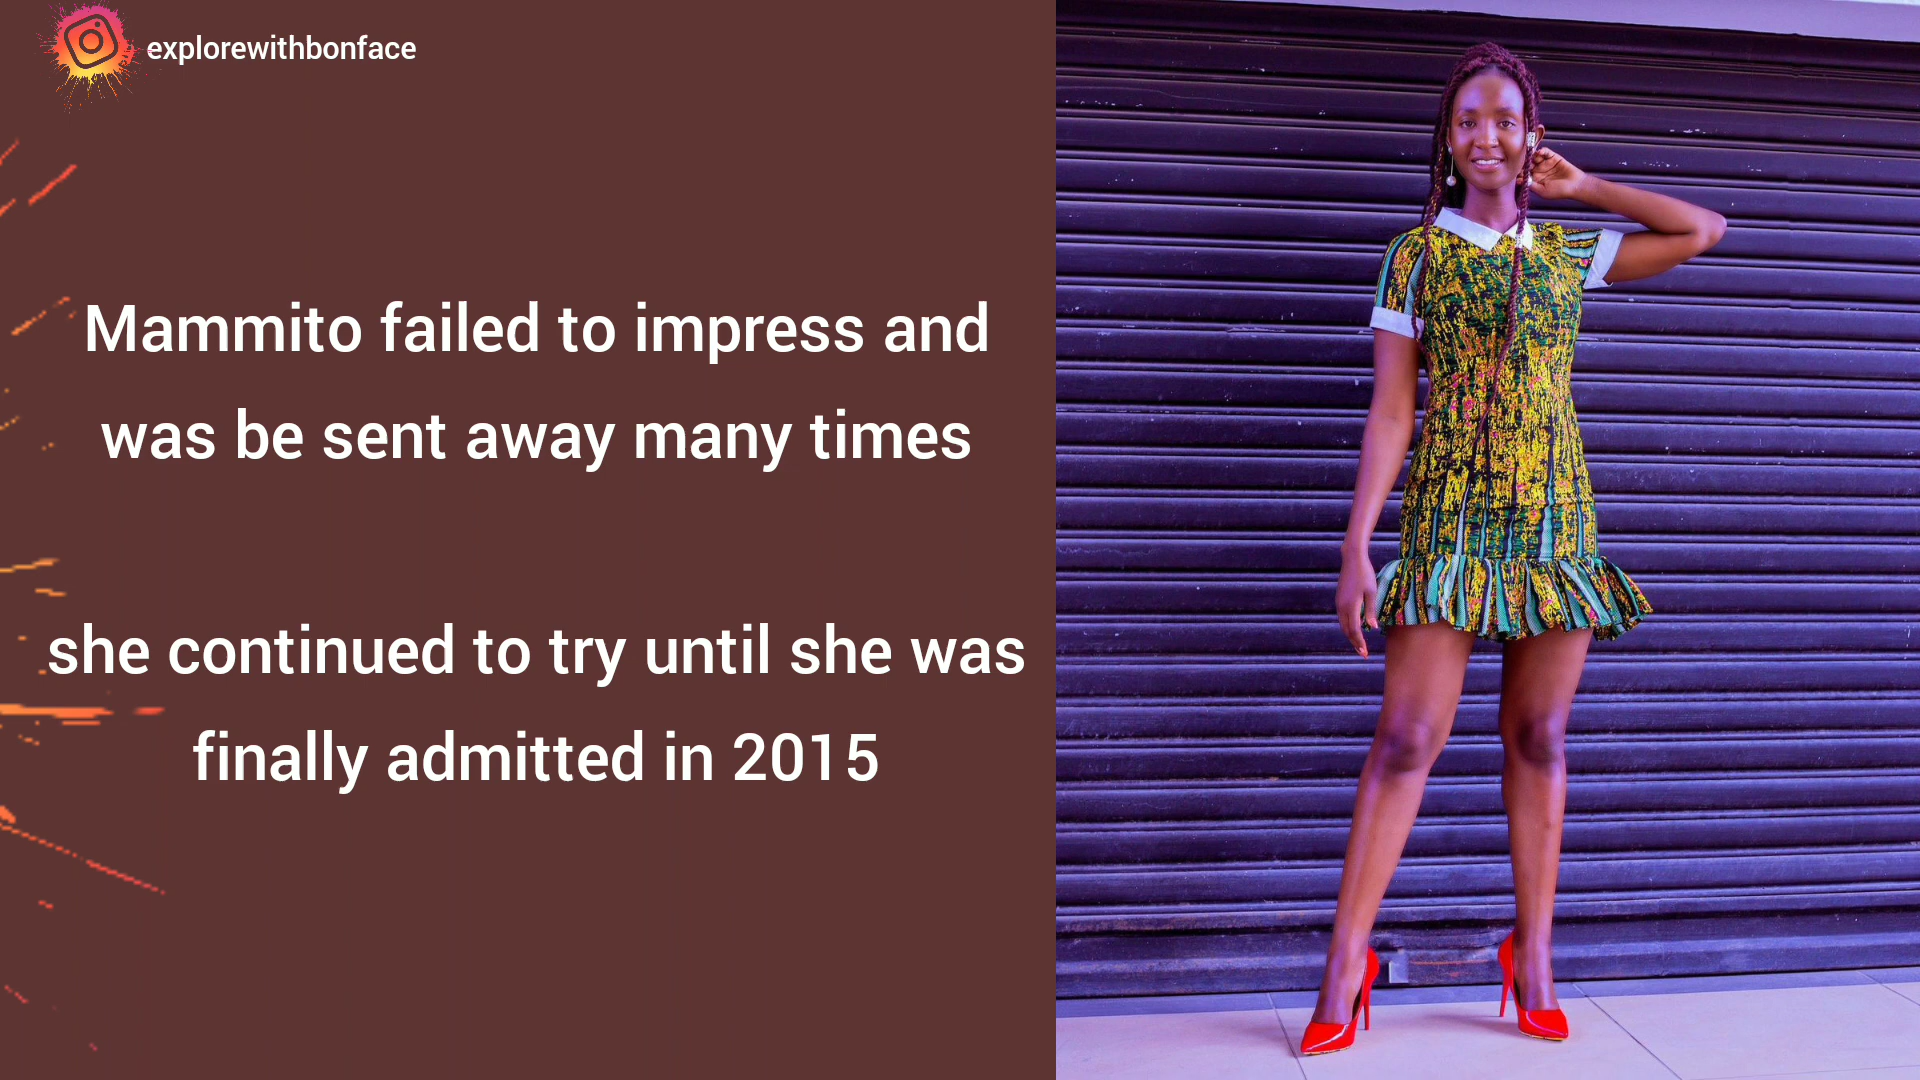 explorewithbonface
Mammito failed to impress and
was be sent away many times
she continued to try until she was
finally admitted in 2015